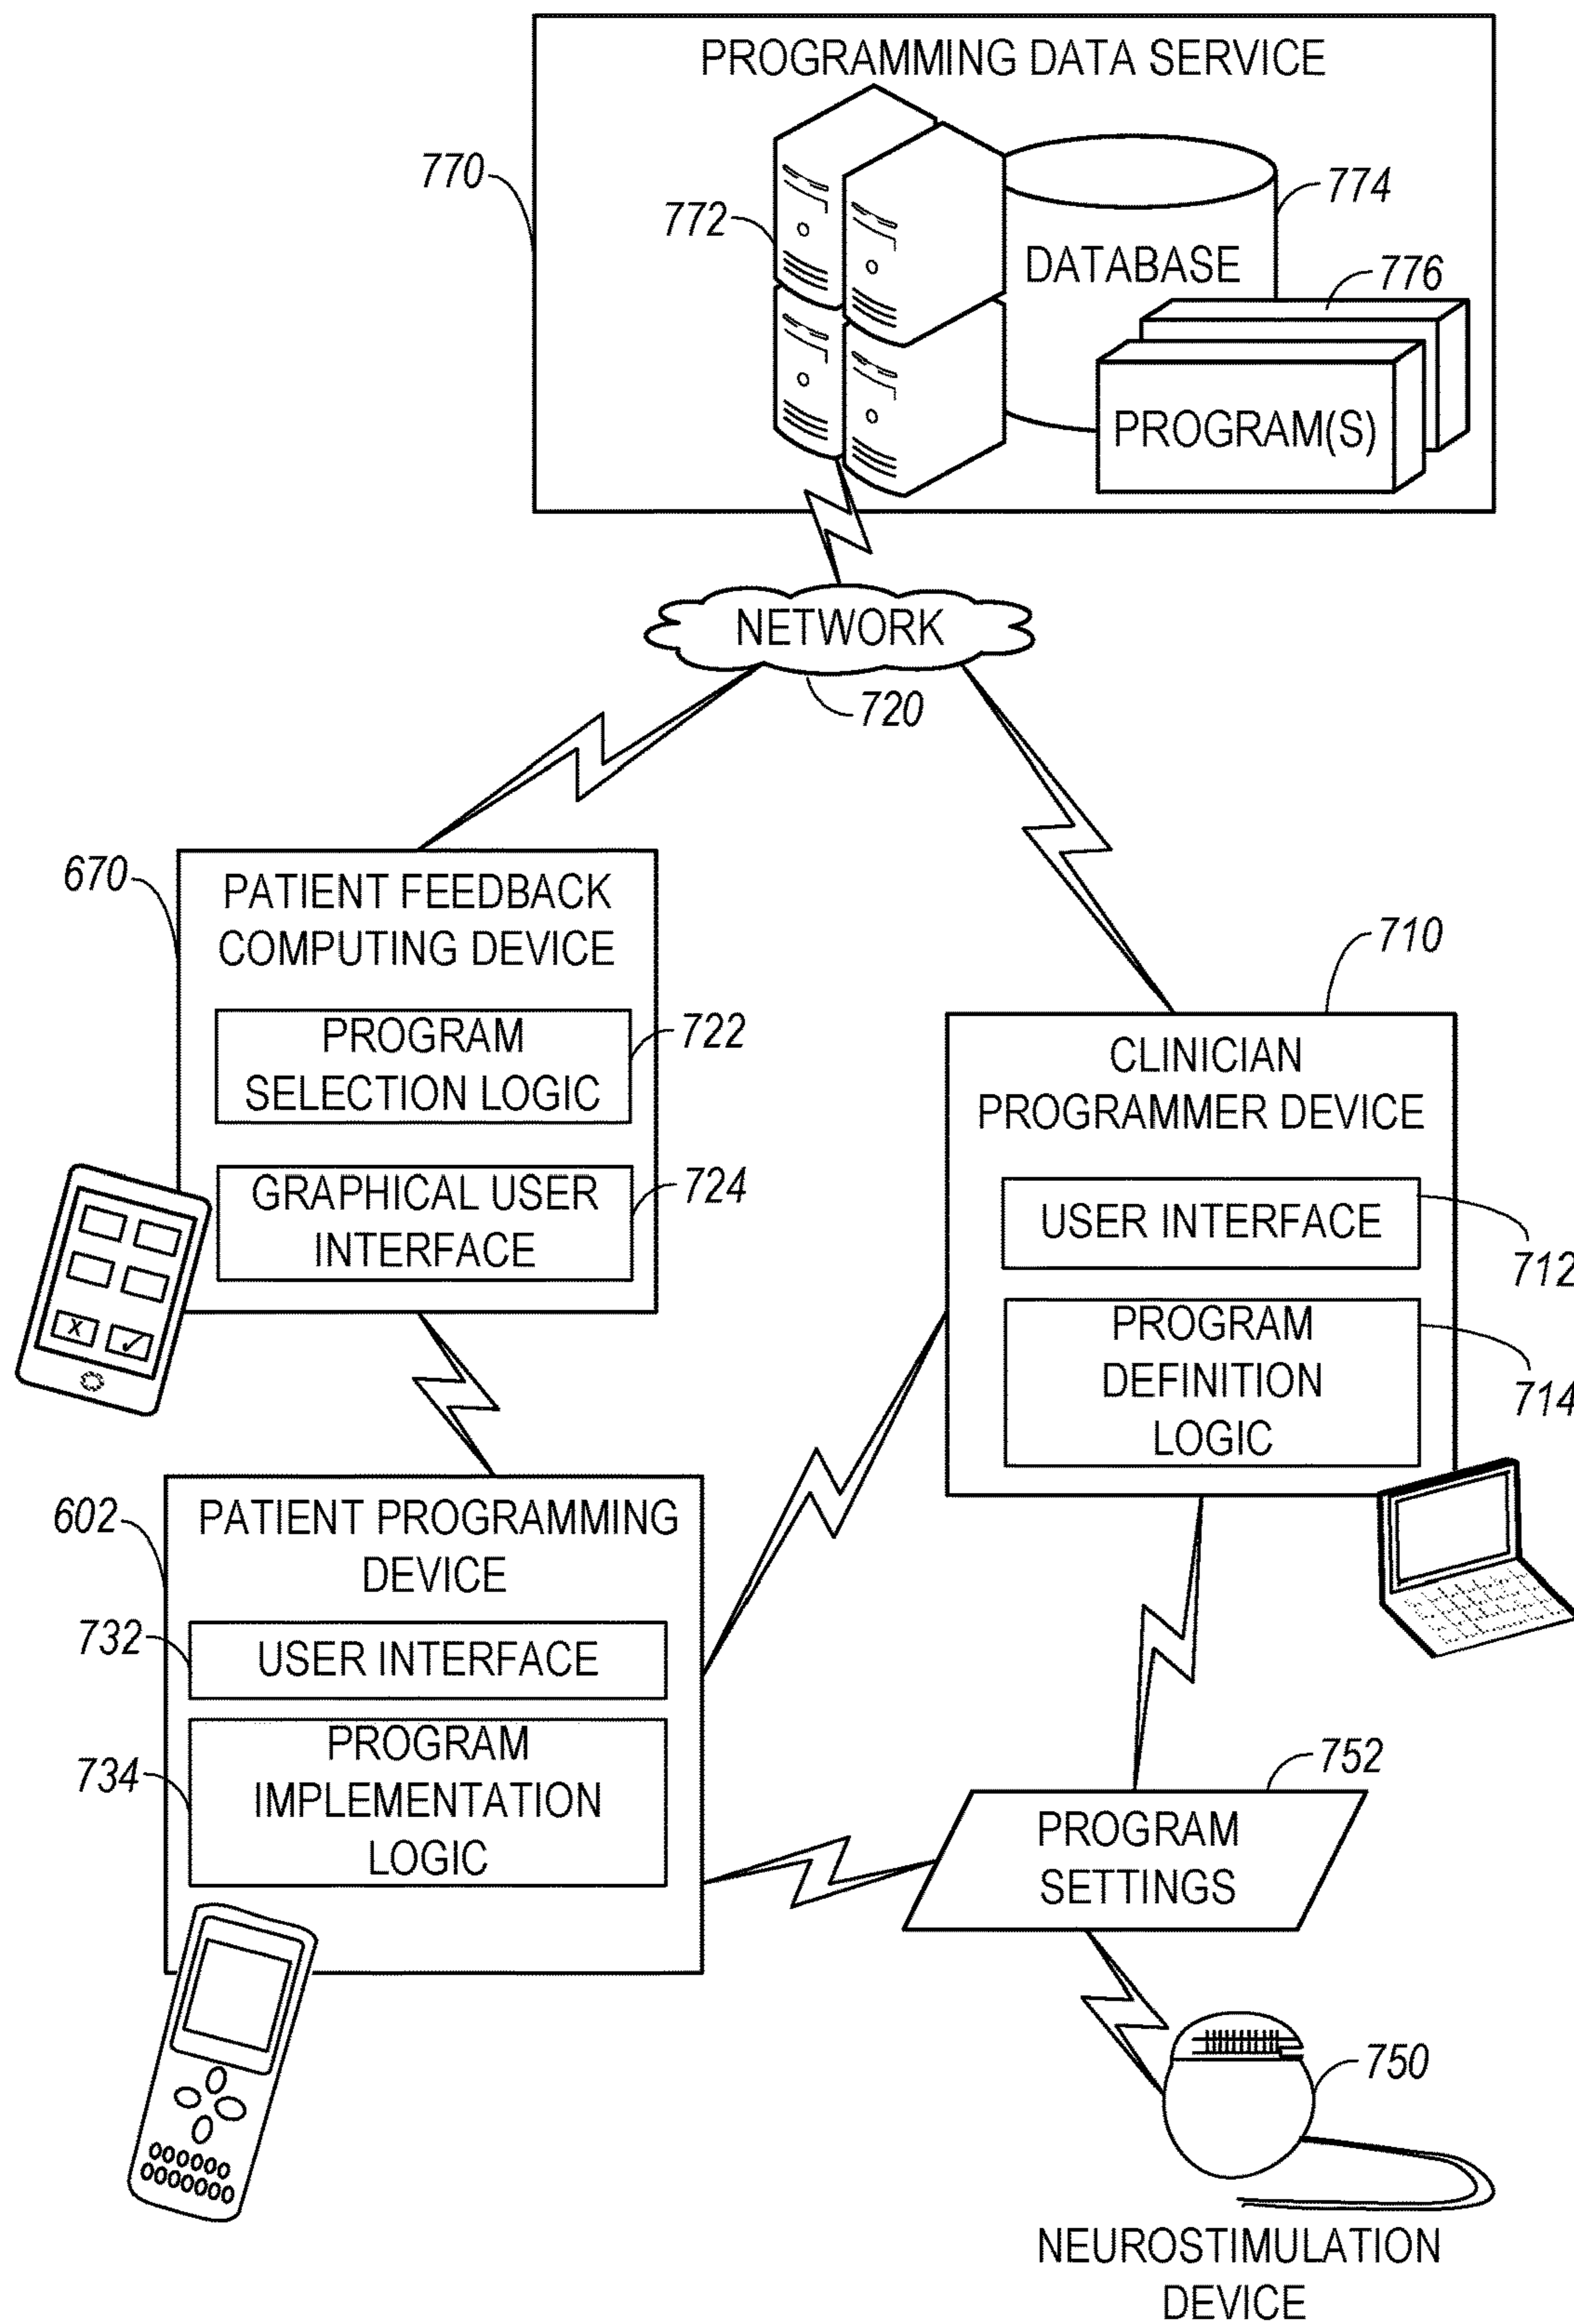 PROGRAMMING DATA SERVICE
770
772
774
DATABASE
776
PROGRAM(S)
NETWORK
720
670
PATIENT FEEDBACK
COMPUTING DEVICE
PROGRAM
SELECTION LOGIC
722
GRAPHICAL USER
INTERFACE
724
X
710
CLINICIAN
PROGRAMMER DEVICE
USER INTERFACE
712
PROGRAM
DEFINITION
LOGIC
714
602
PATIENT PROGRAMMING
DEVICE
732
USER INTERFACE
734
PROGRAM
IMPLEMENTATION
LOGIC
752
PROGRAM
SETTINGS
750
NEUROSTIMULATION
DEVICE